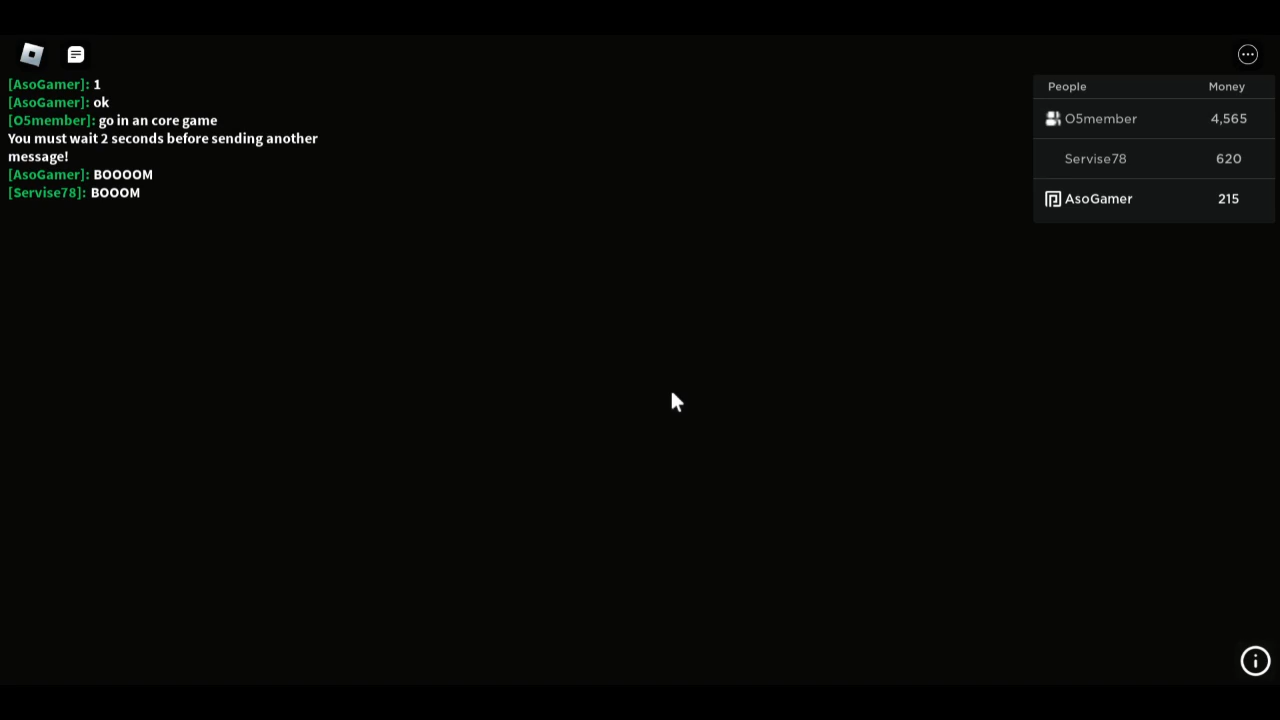 [AsoGamer]: 1
[AsoGamer]: ok
[O5member]: go in an core game
You must wait 2 seconds before sending another
message!
[AsoGamer]: BOOOOM
[Servise78]: BOOOM
People Money
O5member 4,565
Servise78 620
AsoGamer 215